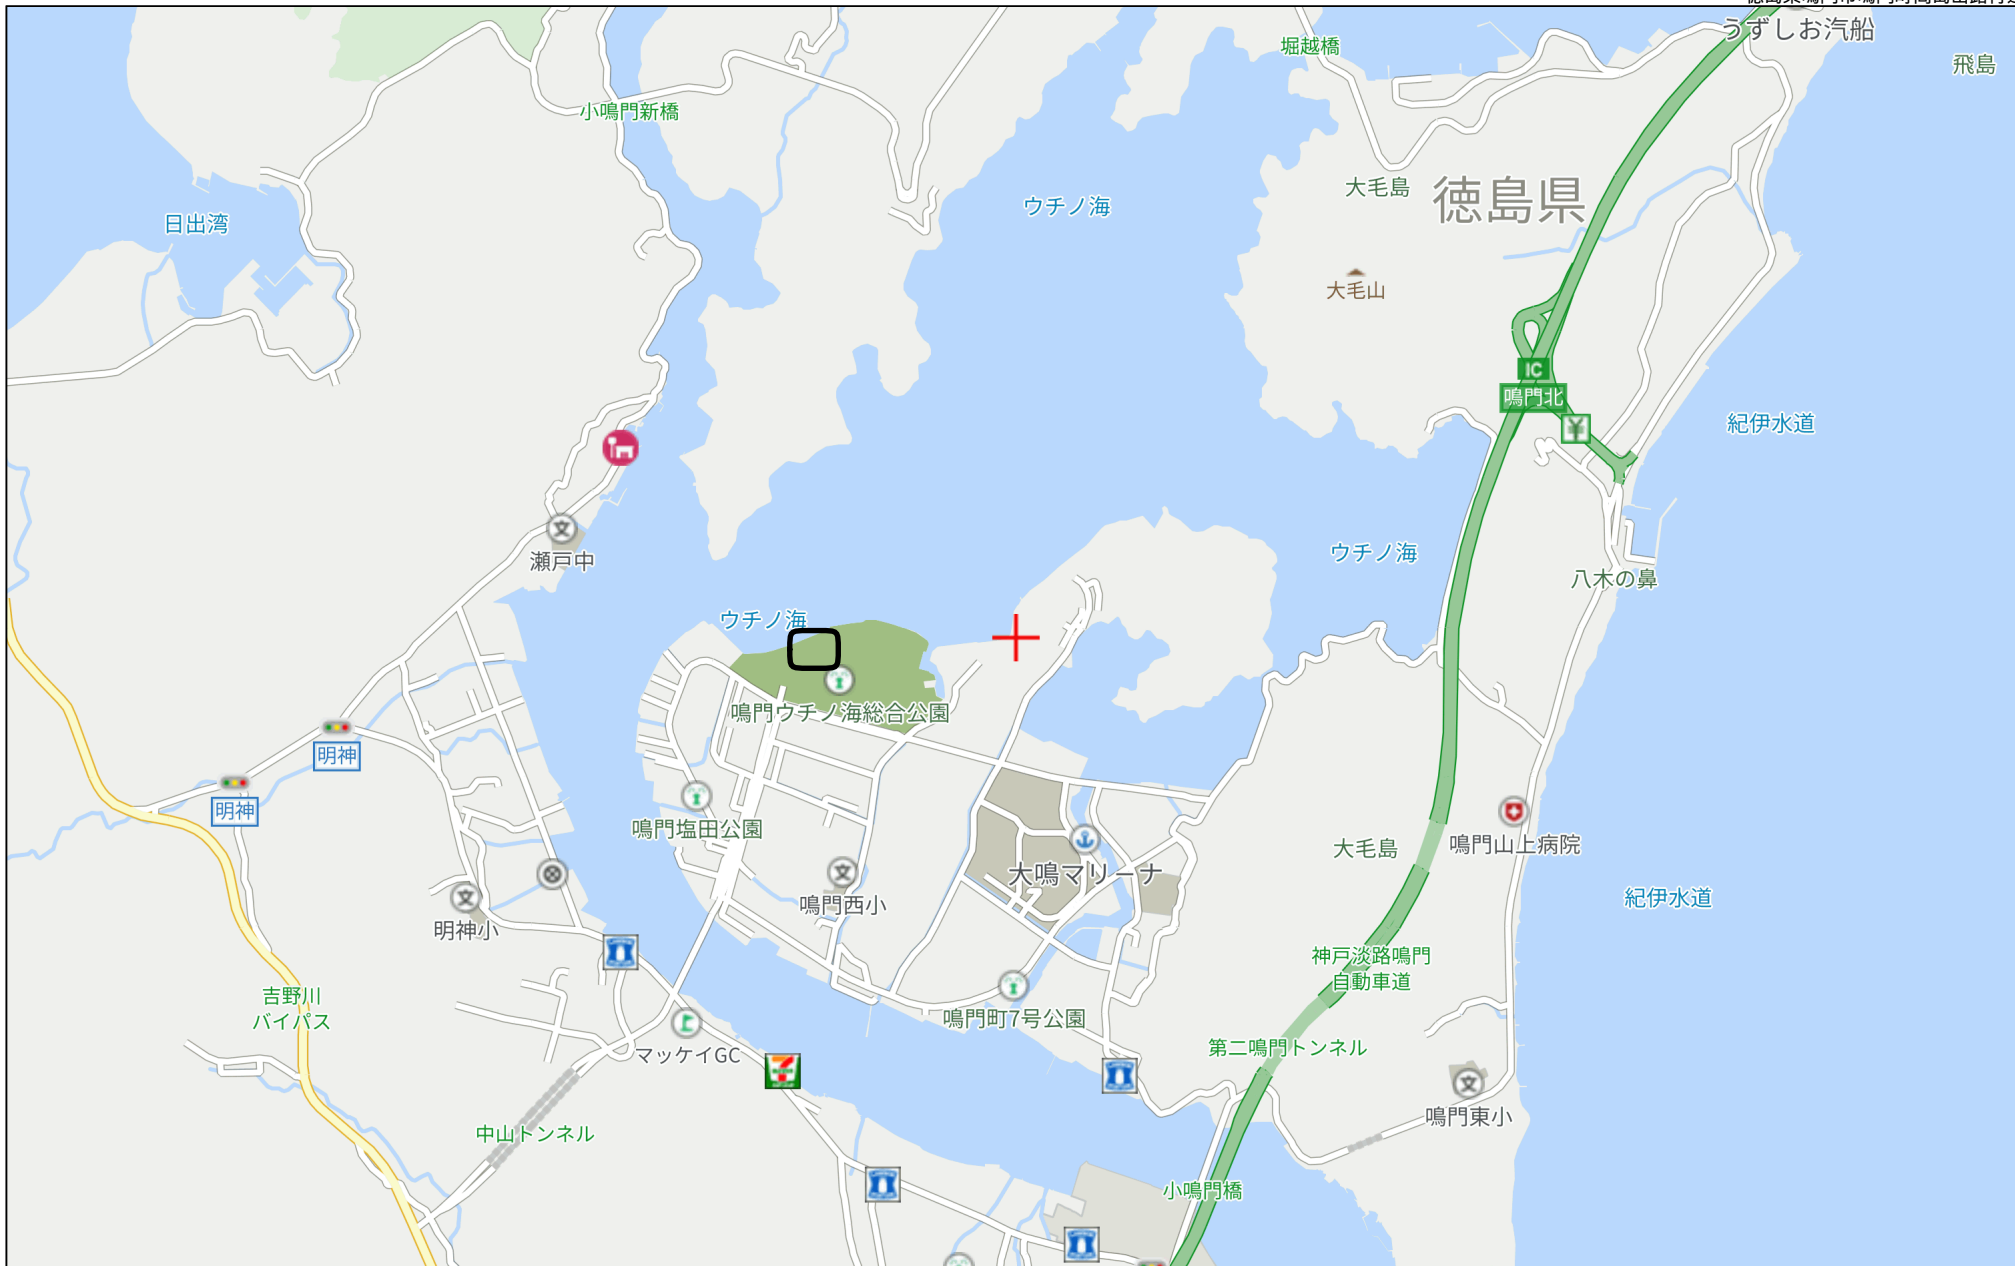 うずしお汽船
堀越橋
飛島
小鳴門新橋
大毛島
徳島県
ウチノ海
日出湾
大毛山
IC
鳴門北
紀伊水道
瀬戸中
ウチノ海
八木の鼻
ウチノ海
鳴門ウチノ海総合公園
明神
明神
鳴門塩田公園
大毛島
鳴門山上病院
大鳴マリーナ
鳴門西小
紀伊水道
明神小
神戸淡路鳴門
自動車道
吉野川
バイパス
鳴門町7号公園
第二鳴門トンネル
マッケイGC
鳴門東小
中山トンネル
小鳴門橋